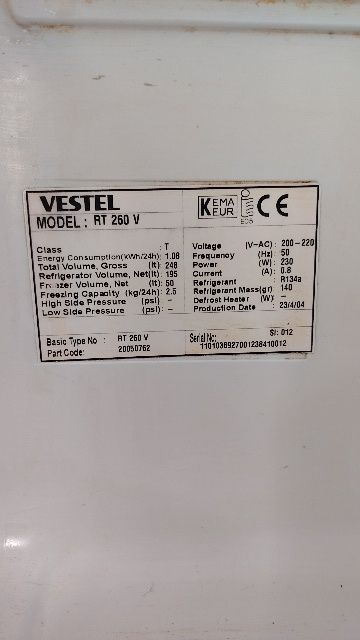 VESTEL
KEMA
KEUR
CE
MODEL : RT 260 V
Class : T
Energy Consumption(kWh/24h): 1.08
Total Volume, Gross (lt) : 248
Refrigerator Volume, Net(lt): 195
Freezer Volume, Net (lt) : 50
Freezing Capacity (kg/24h) : 2.5
High Side Pressure (psi) : –
Low Side Pressure (psi) : –
Voltage (V-AC) : 200-220
Frequency (Hz) : 50
Power (W) : 230
Current (A) : 0.8
Refrigerant : R134a
Refrigerant Mass(gr) : 140
Defrost Heater (W) : –
Production Date : 23/4/04
Basic Type No : RT 260 V
Part Code: 20050762
SI: 012
Serial No: